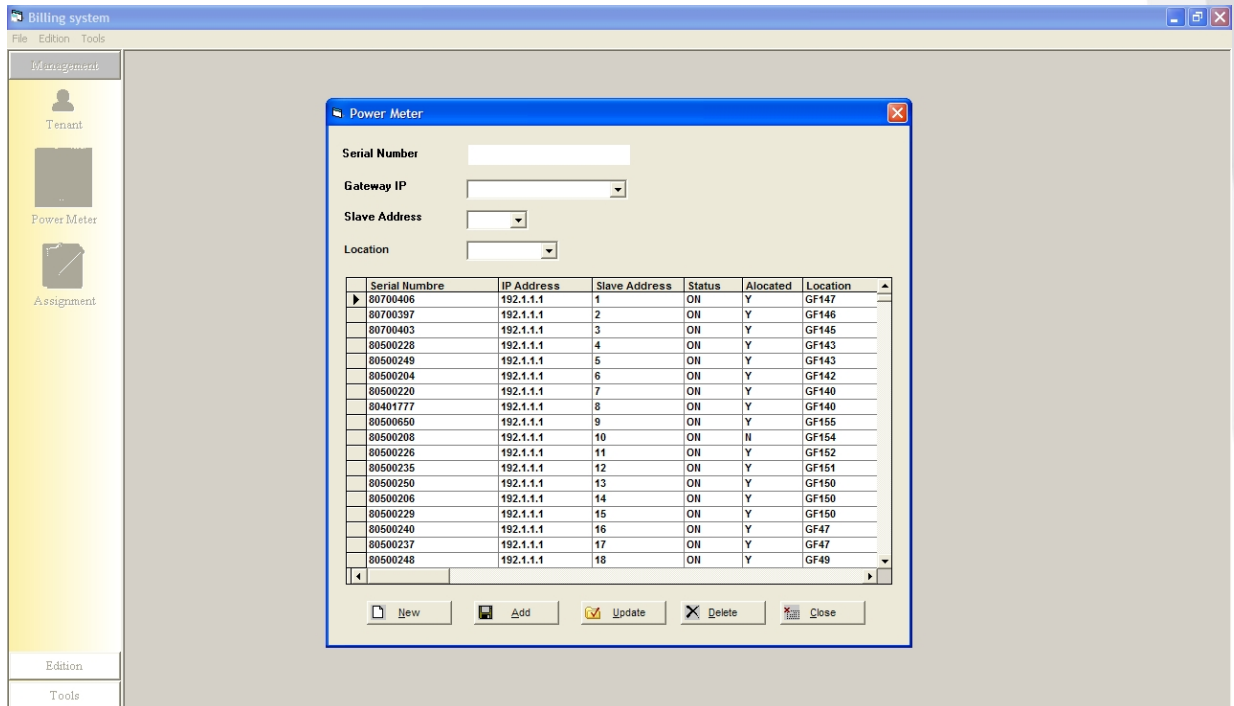 Billing system
File Edition Tools
Management
Tenant
Power Meter
Assignment
Edition
Tools
Power Meter
Serial Number
Gateway IP
Slave Address
Location
Serial Numbre IP Address Slave Address Status Alocated Location
80700406 192.1.1.1 1 ON Y GF147
80700397 192.1.1.1 2 ON Y GF146
80700403 192.1.1.1 3 ON Y GF145
80500228 192.1.1.1 4 ON Y GF143
80500249 192.1.1.1 5 ON Y GF143
80500204 192.1.1.1 6 ON Y GF142
80500220 192.1.1.1 7 ON Y GF140
80401777 192.1.1.1 8 ON Y GF140
80500650 192.1.1.1 9 ON Y GF155
80500208 192.1.1.1 10 ON N GF154
80500226 192.1.1.1 11 ON Y GF152
80500235 192.1.1.1 12 ON Y GF151
80500250 192.1.1.1 13 ON Y GF150
80500206 192.1.1.1 14 ON Y GF150
80500229 192.1.1.1 15 ON Y GF150
80500240 192.1.1.1 16 ON Y GF47
80500237 192.1.1.1 17 ON Y GF47
80500248 192.1.1.1 18 ON Y GF49
New Add Update Delete Close